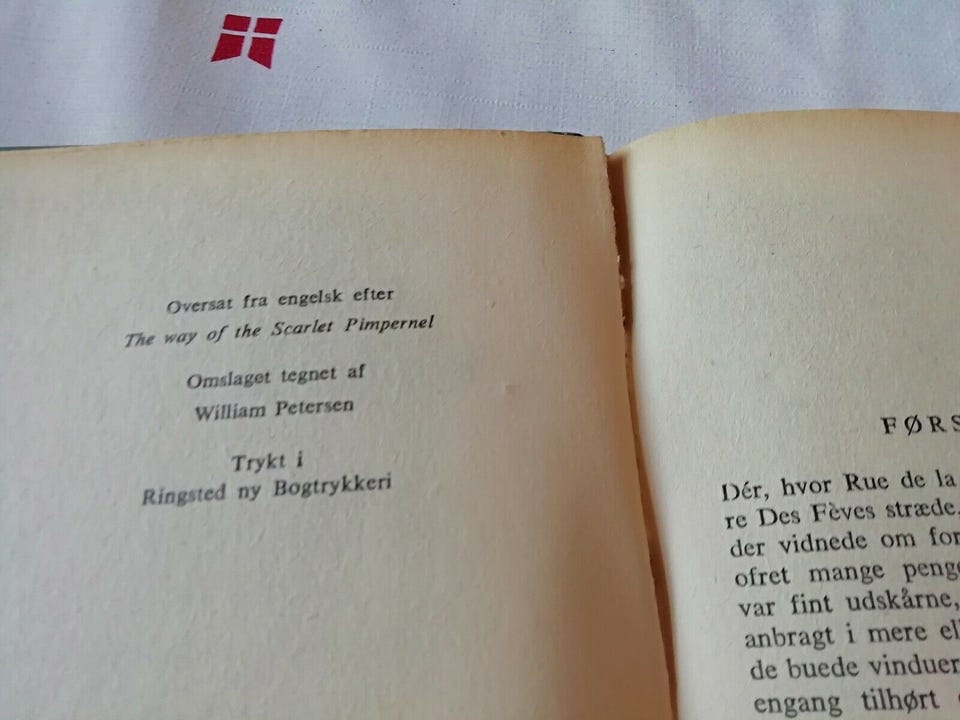 Oversat fra engelsk efter
The way of the Scarlet Pimpernel
Omslaget tegnet af
William Petersen
Trykt i
Ringsted ny Bogtrykkeri
FØRS
Dér, hvor Rue de la
re Des Fèves stræde.
der vidnede om for
ofret mange penge
var fint udskårne,
anbragt i mere el
de buede vinduer
engang tilhørt